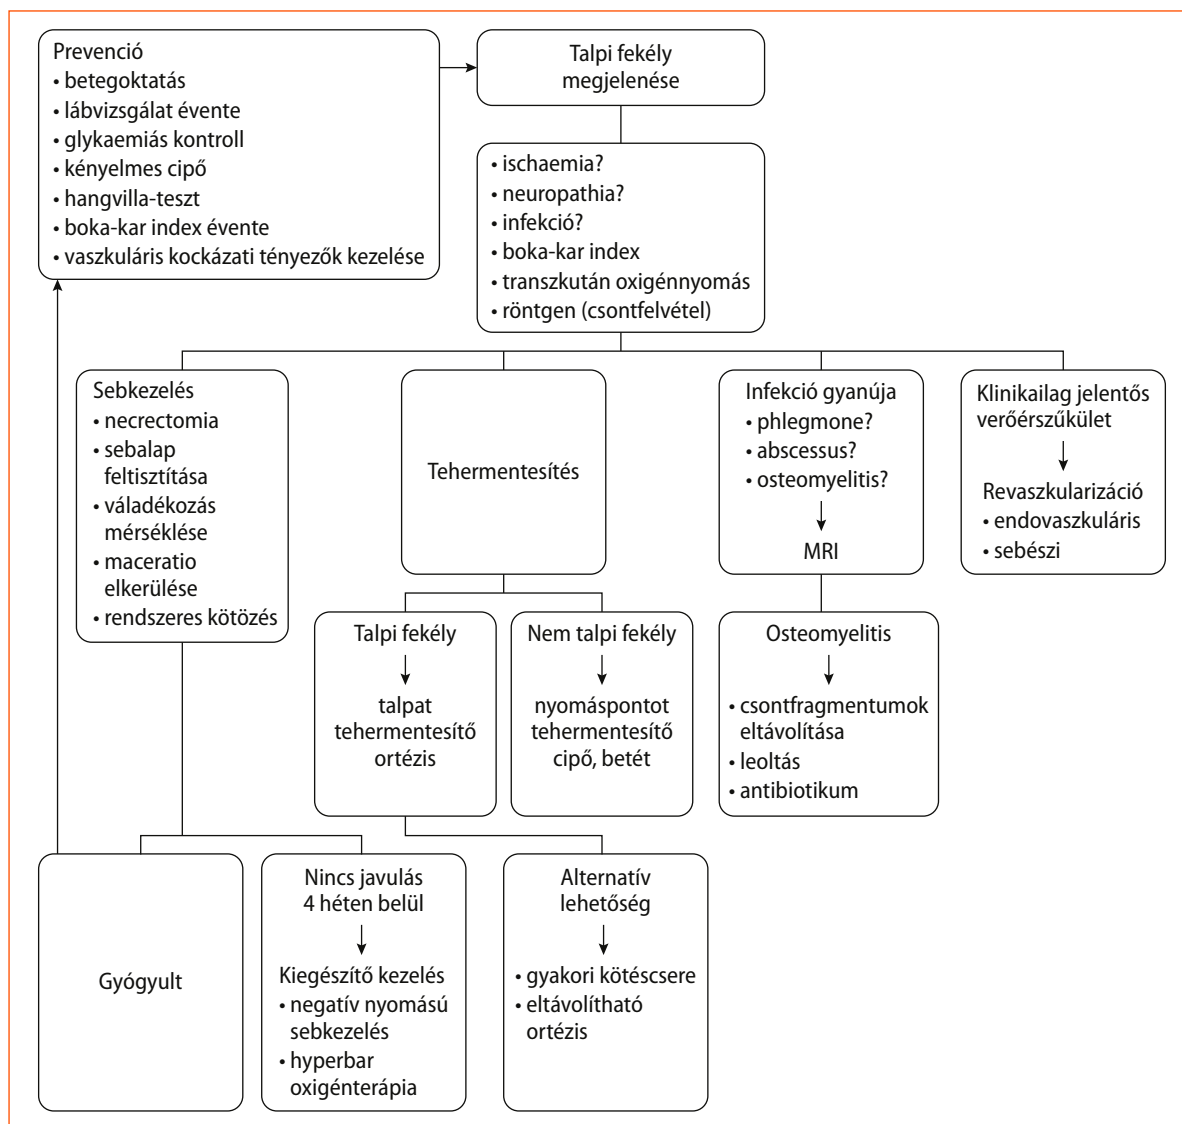 Prevenció
• betegoktatás
• lábvizsgálat évente
• glykaemiás kontroll
• kényelmes cipő
• hangvilla-teszt
• boka-kar index évente
• vaszkuláris kockázati tényezők kezelése
Talpi fekély
megjelenése
• ischaemia?
• neuropathia?
• infekció?
• boka-kar index
• transzkután oxigénnyomás
• röntgen (csontfelvétel)
Sebkezelés
• necrectomia
• sebalap
feltisztítása
• váladékozás
mérséklése
• maceratio
elkerülése
• rendszeres kötözés
Tehermentesítés
Infekció gyanúja
• phlegmone?
• abscessus?
• osteomyelitis?
MRI
Klinikailag jelentős
verőérszűkület
Revaszkularizáció
• endovaszkuláris
• sebészi
Talpi fekély
talpat
tehermentesítő
ortézis
Nem talpi fekély
nyomáspontot
tehermentesítő
cipő, betét
Osteomyelitis
• csontfragmentumok
eltávolítása
• leoltás
• antibiotikum
Gyógyult
Nincs javulás
4 héten belül
Kiegészítő kezelés
• negatív nyomású
sebkezelés
• hyperbar
oxigénterápia
Alternatív
lehetőség
• gyakori kötéscsere
• eltávolítható
ortézis